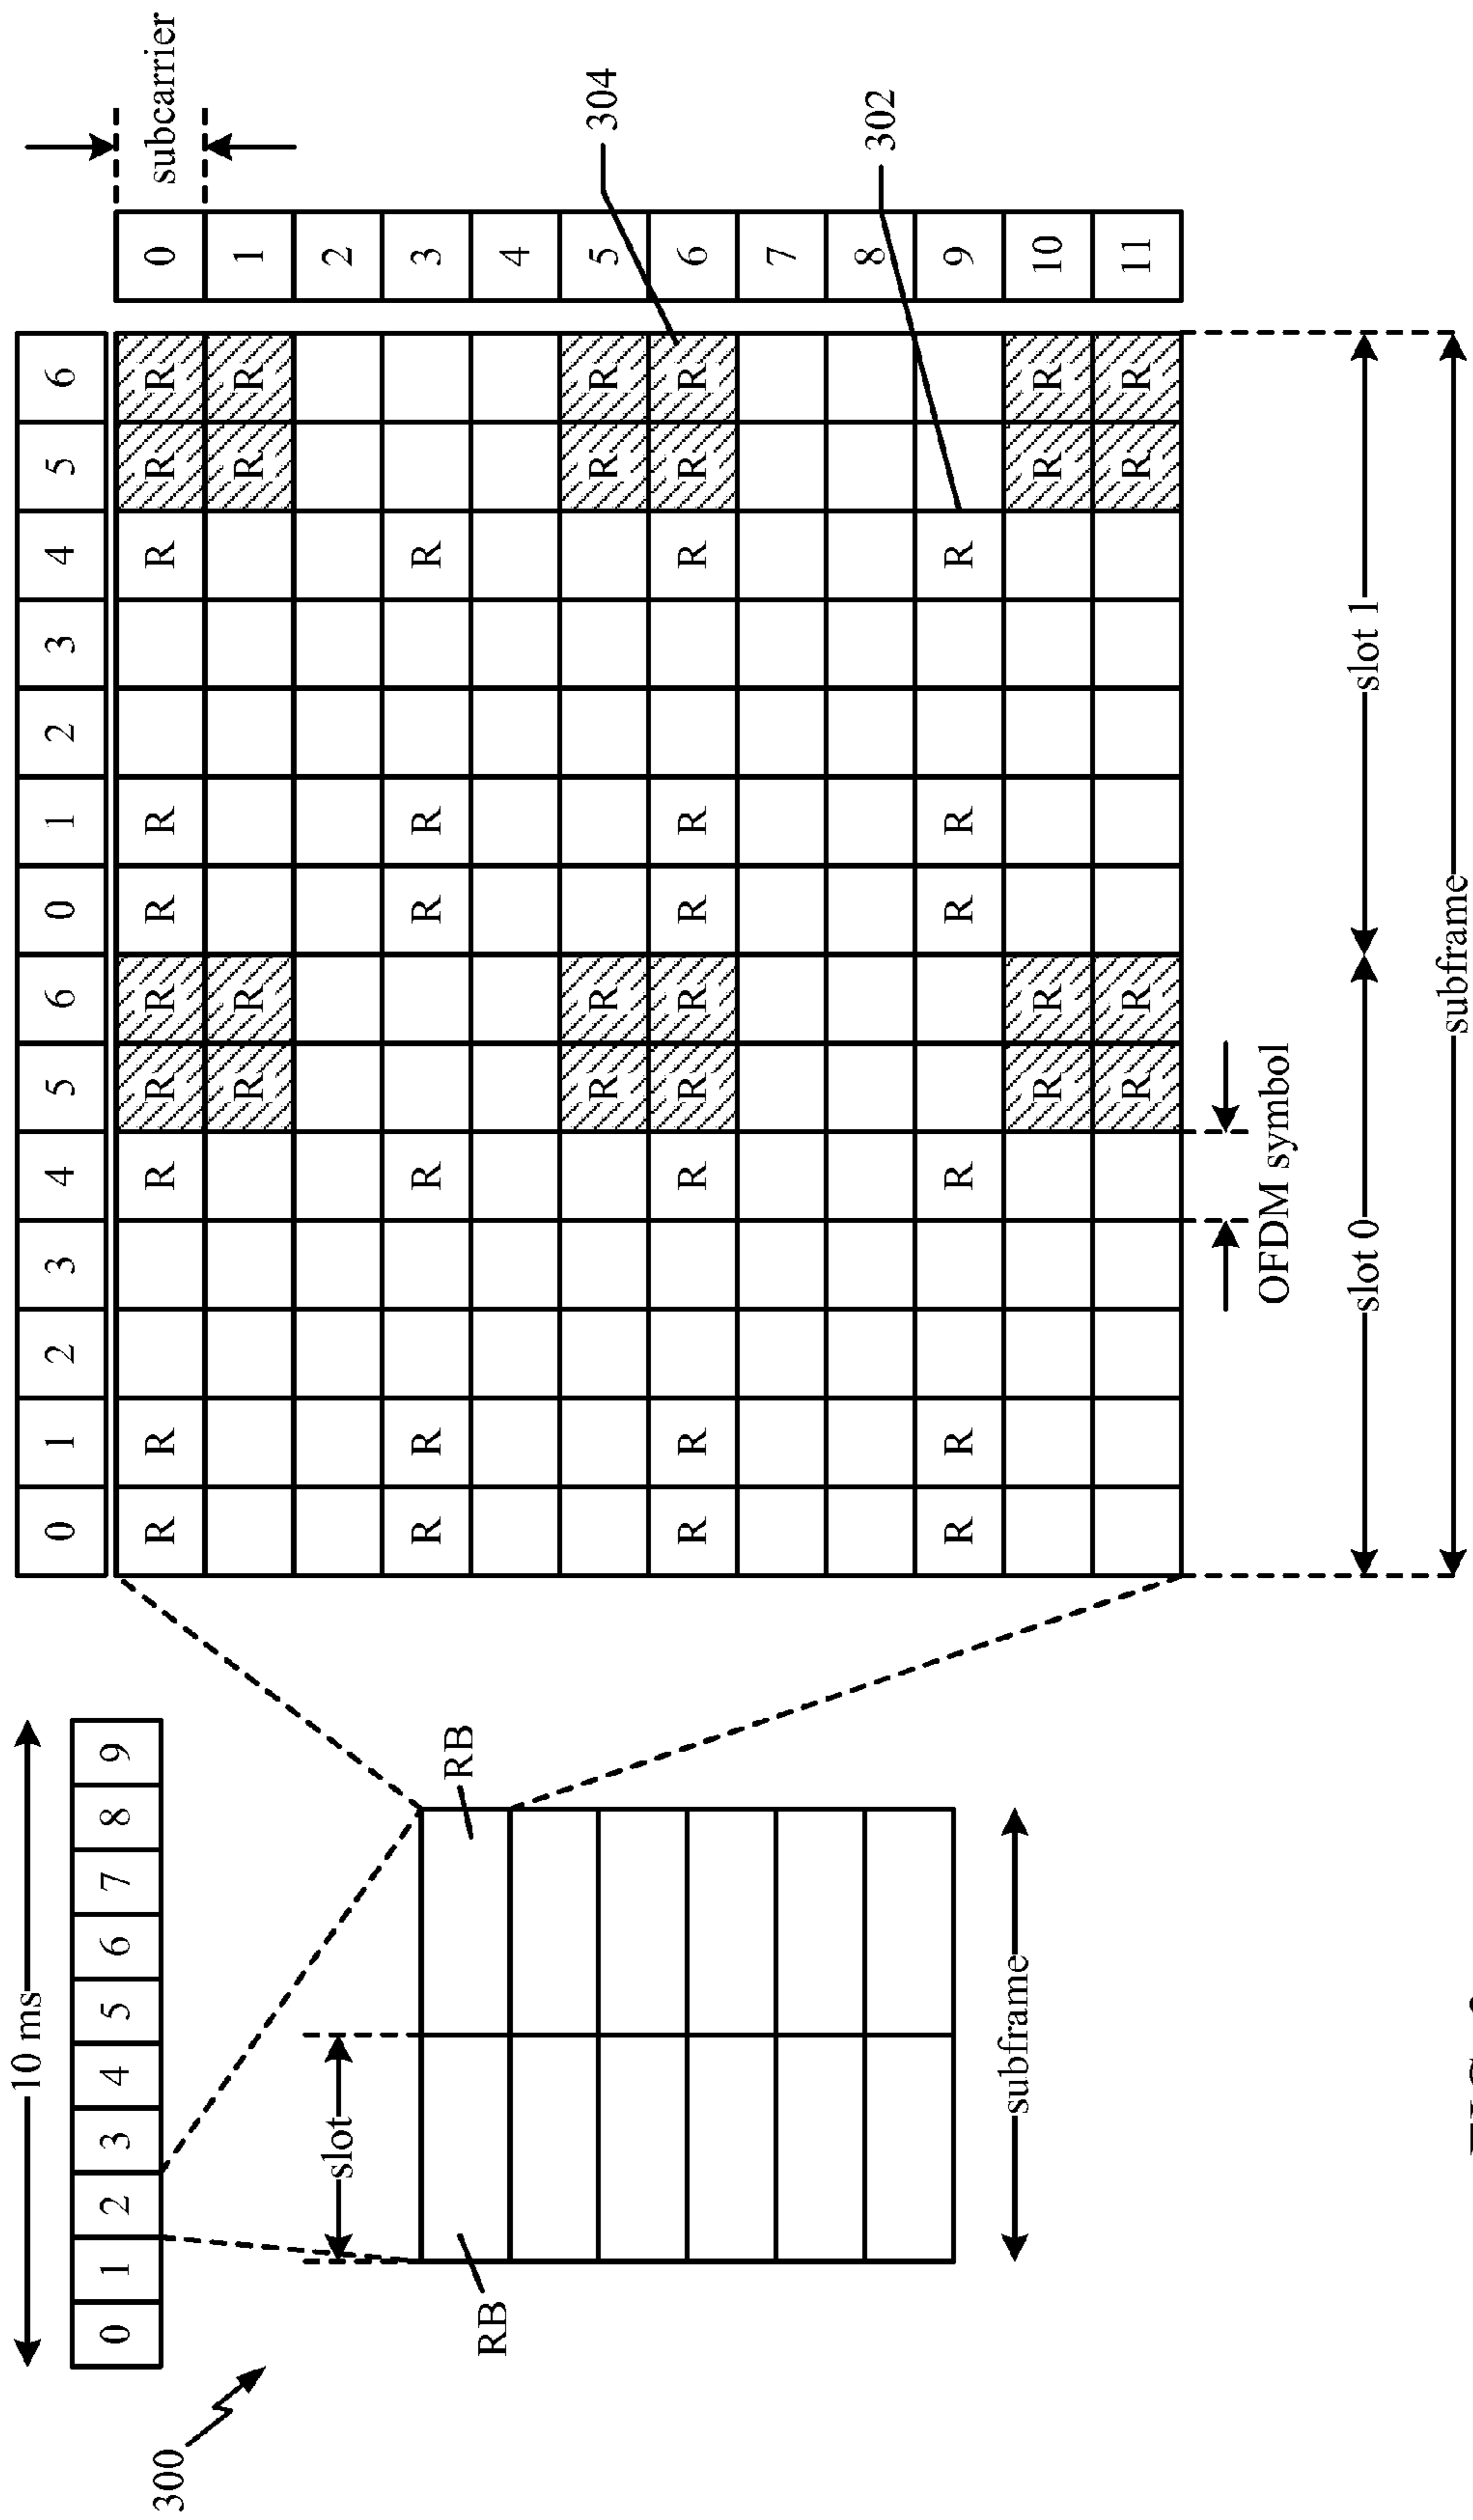 10 ms
0 1 2 3 4 5 6 7 8 9
300
slot
RB
RB
subframe
0 1 2 3 4 5 6 0 1 2 3 4 5 6
subcarrier
R R R R R R R R R R 0
R R R R 1
2
R R R R R R 3
4
R R R R 5
304
R R R R R R R R R R 6
7
8
302
R R R R R R 9
R R R R 10
R R R R 11
OFDM symbol
slot 0
slot 1
subframe